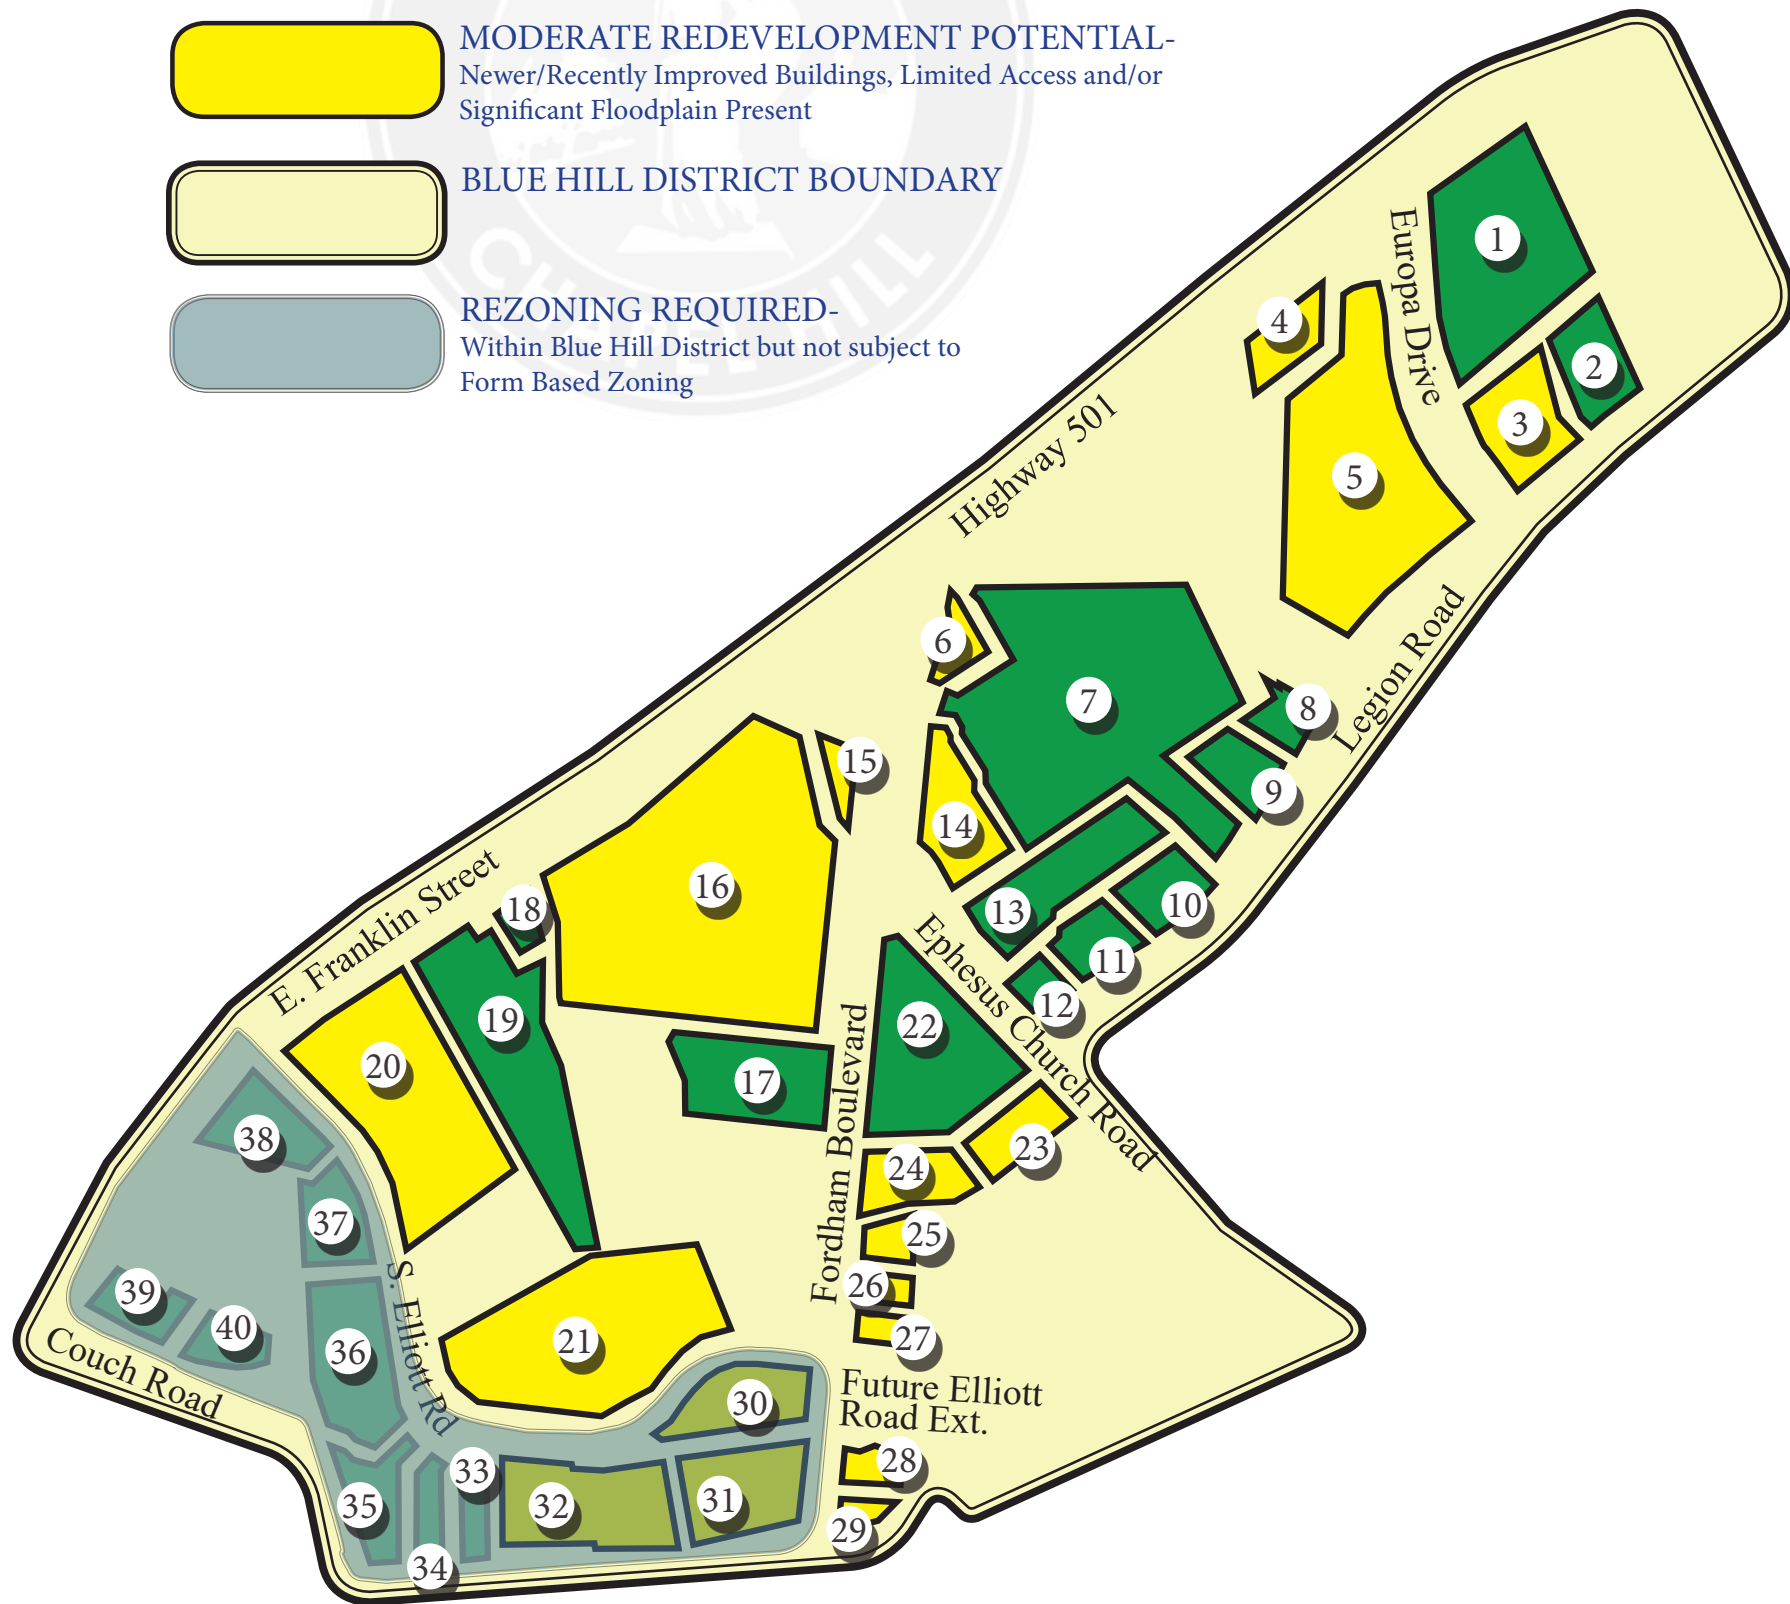 MODERATE REDEVELOPMENT POTENTIAL-
Newer/Recently Improved Buildings, Limited Access and/or
Significant Floodplain Present
BLUE HILL DISTRICT BOUNDARY
REZONING REQUIRED-
Within Blue Hill District but not subject to
Form Based Zoning
CHAPEL HILL
Highway 501
Europa Drive
Legion Road
E. Franklin Street
Ephesus Church Road
Fordham Boulevard
S. Elliott Rd
Couch Road
Future Elliott
Road Ext.
1
2
3
4
5
6
7
8
9
10
11
12
13
14
15
16
17
18
19
20
21
22
23
24
25
26
27
28
29
30
31
32
33
34
35
36
37
38
39
40